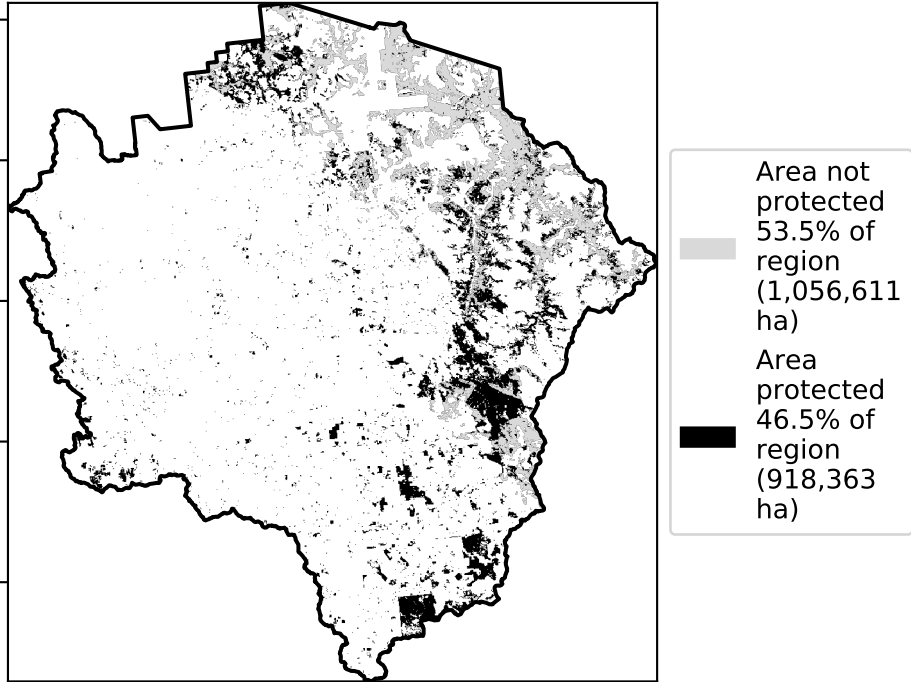 Area not
protected
53.5% of
region
(1,056,611
ha)
Area
protected
46.5% of
region
(918,363
ha)